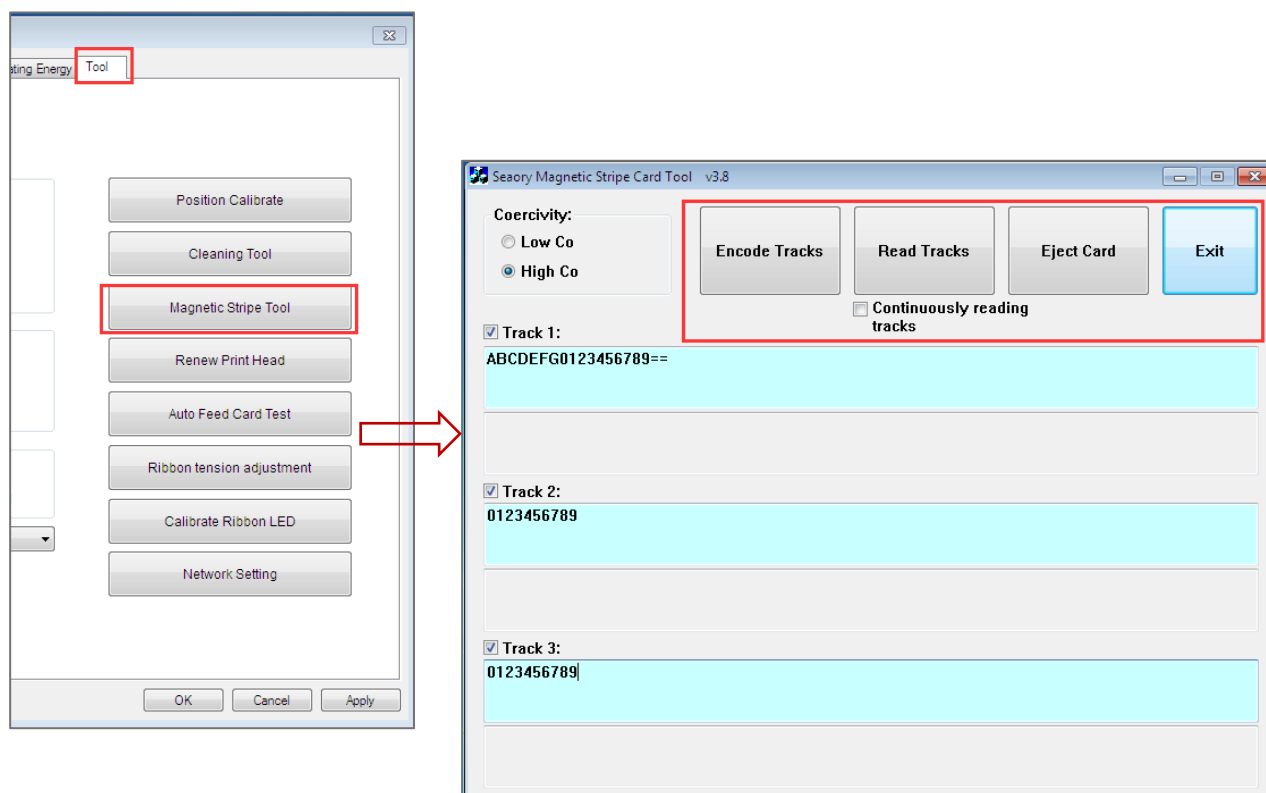 ating Energy
Tool
Position Calibrate
Cleaning Tool
Magnetic Stripe Tool
Renew Print Head
Auto Feed Card Test
Ribbon tension adjustment
Calibrate Ribbon LED
Network Setting
OK
Cancel
Apply
Seaory Magnetic Stripe Card Tool v3.8
Coercivity:
Low Co
High Co
Encode Tracks
Read Tracks
Eject Card
Exit
Continuously reading
tracks
Track 1:
ABCDEFG0123456789==
Track 2:
0123456789
Track 3:
0123456789